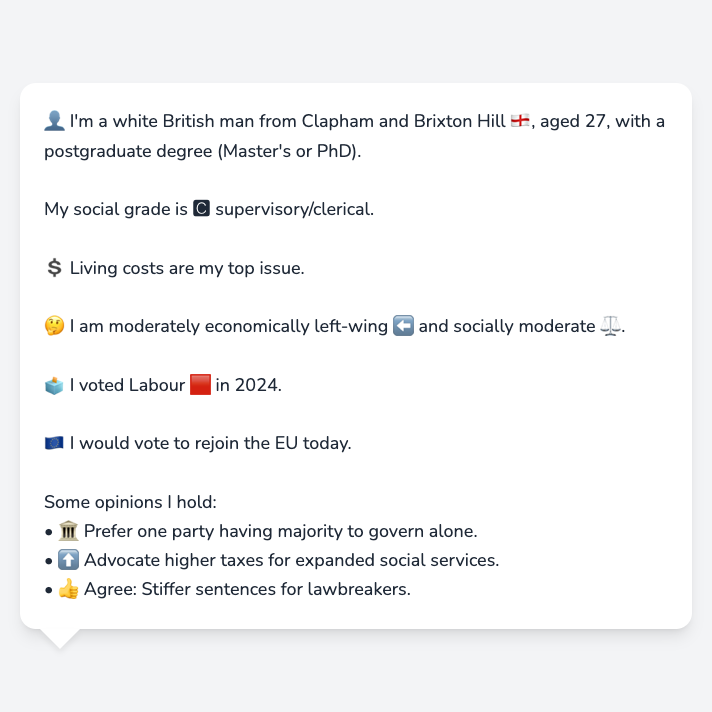 👤 I'm a white British man from Clapham and Brixton Hill 🏴󠁧󠁢󠁥󠁮󠁧󠁿, aged 27, with a
postgraduate degree (Master's or PhD).
My social grade is 🅲 supervisory/clerical.
💲 Living costs are my top issue.
🤔 I am moderately economically left-wing ⬅️ and socially moderate ⚖️.
🗳️ I voted Labour 🟥 in 2024.
🇪🇺 I would vote to rejoin the EU today.
Some opinions I hold:
• 🏛️ Prefer one party having majority to govern alone.
• ⬆️ Advocate higher taxes for expanded social services.
• 👍 Agree: Stiffer sentences for lawbreakers.